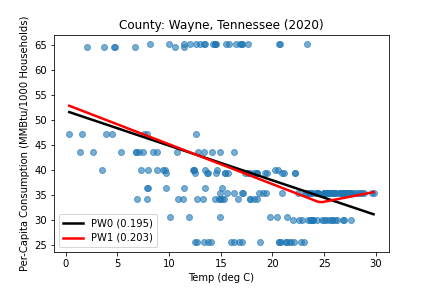 County: Wayne, Tennessee (2020)
Per-Capita Consumption (MMBtu/1000 Households)
65
60
55
50
45
40
35
30
25
PW0 (0.195)
PW1 (0.203)
0 5 10 15 20 25 30
Temp (deg C)